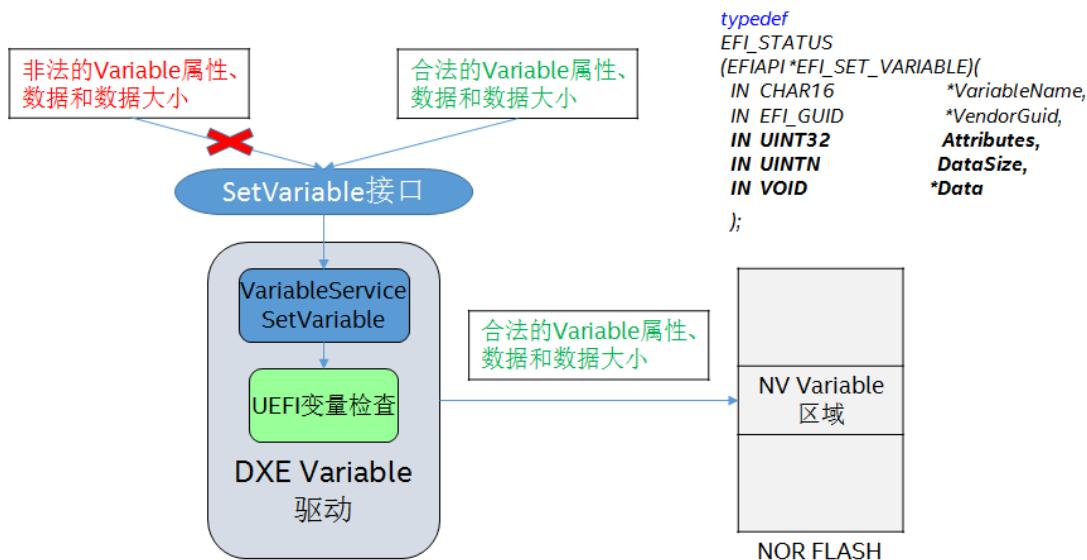 非法的Variable属性、
数据和数据大小
合法的Variable属性、
数据和数据大小
typedef
EFI_STATUS
(EFIAPI *EFI_SET_VARIABLE)(
IN CHAR16 *VariableName,
IN EFI_GUID *VendorGuid,
IN UINT32 Attributes,
IN UINTN DataSize,
IN VOID *Data
);
SetVariable接口
VariableService
SetVariable
UEFI变量检查
DXE Variable
驱动
合法的Variable属性、
数据和数据大小
NV Variable
区域
NOR FLASH